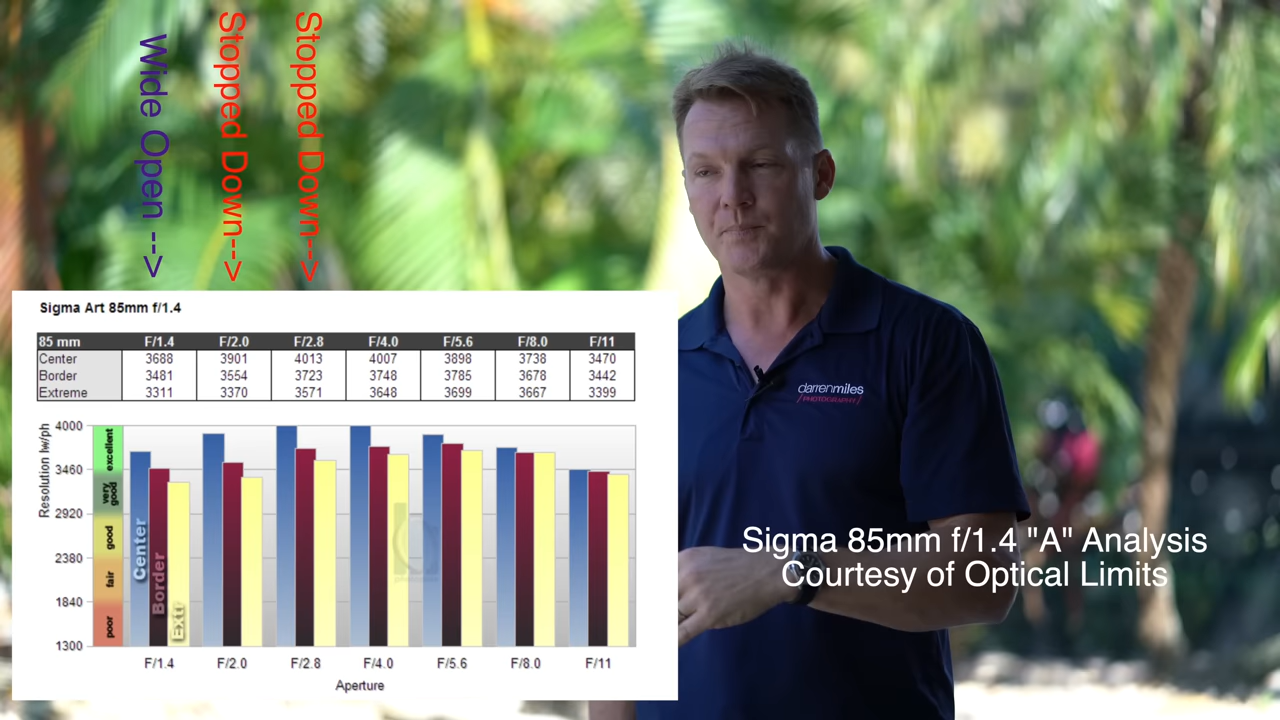 Wide Open -->
Stopped Down-->
Stopped Down-->
Sigma Art 85mm f/1.4
85 mm F/1.4 F/2.0 F/2.8 F/4.0 F/5.6 F/8.0 F/11
Center 3688 3901 4013 4007 3898 3738 3470
Border 3481 3554 3723 3748 3785 3678 3442
Extreme 3311 3370 3571 3648 3699 3667 3399
Resolution lw/ph
4000
3460
2920
2380
1840
1300
excellent
very good
good
fair
poor
Center
Border
Extr
F/1.4 F/2.0 F/2.8 F/4.0 F/5.6 F/8.0 F/11
Aperture
darrenmiles
PHOTOGRAPHY
Sigma 85mm f/1.4 "A" Analysis
Courtesy of Optical Limits